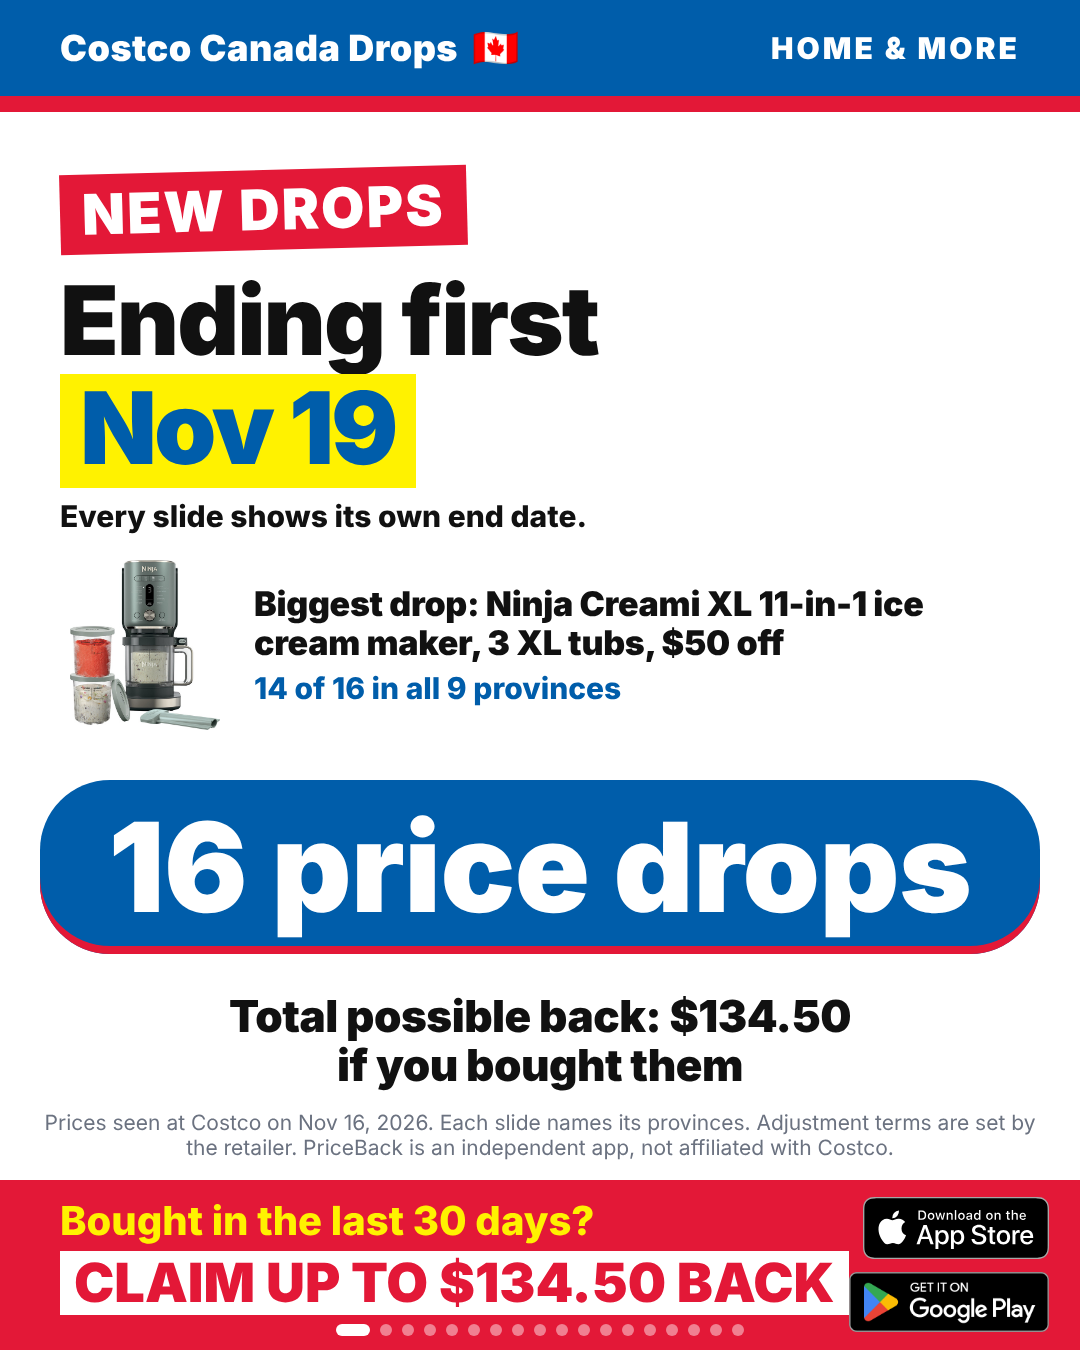 Costco Canada Drops 🇨🇦
HOME & MORE
NEW DROPS
Ending first
Nov 19
Every slide shows its own end date.
NINJA
Biggest drop: Ninja Creami XL 11-in-1 ice
cream maker, 3 XL tubs, $50 off
14 of 16 in all 9 provinces
16 price drops
Total possible back: $134.50
if you bought them
Prices seen at Costco on Nov 16, 2026. Each slide names its provinces. Adjustment terms are set by
the retailer. PriceBack is an independent app, not affiliated with Costco.
Bought in the last 30 days?
CLAIM UP TO $134.50 BACK
Download on the
App Store
GET IT ON
Google Play